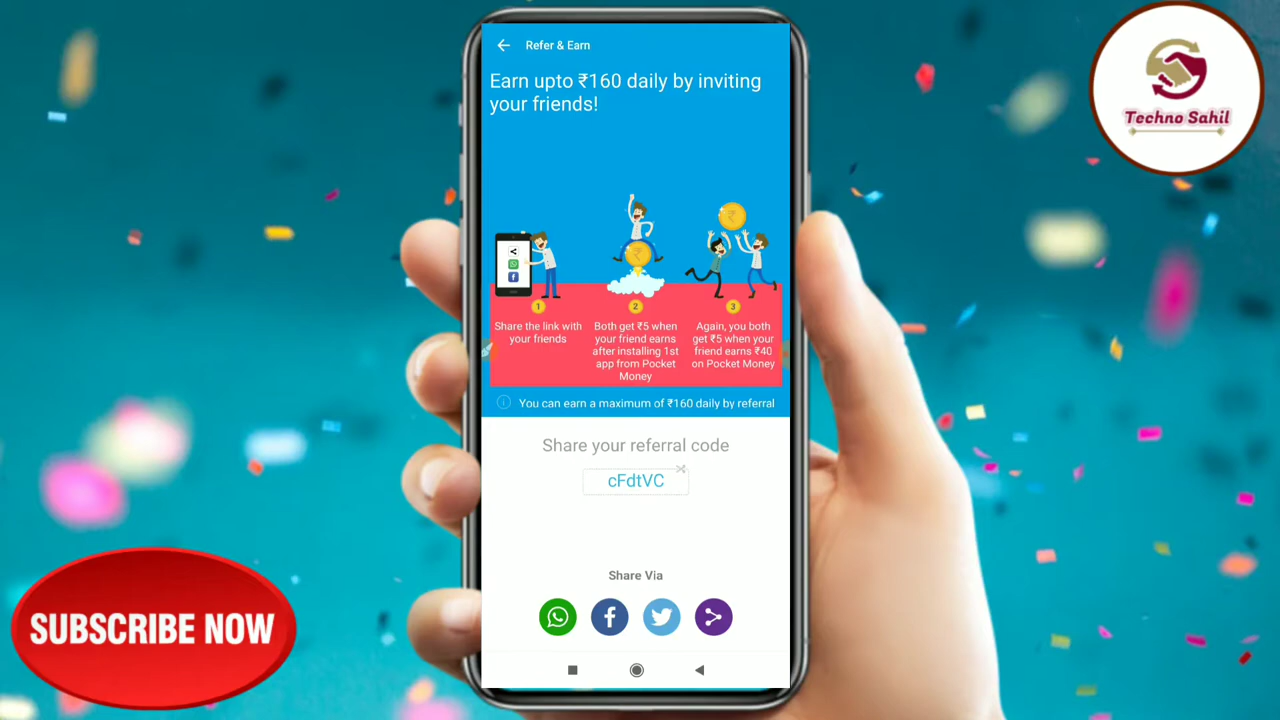 Refer & Earn
Earn upto ₹160 daily by inviting
your friends!
1
Share the link with
your friends
2
Both get ₹5 when
your friend earns
after installing 1st
app from Pocket
Money
3
Again, you both
get ₹5 when your
friend earns ₹40
on Pocket Money
You can earn a maximum of ₹160 daily by referral
Share your referral code
cFdtVC
Share Via
Techno Sahil
SUBSCRIBE NOW